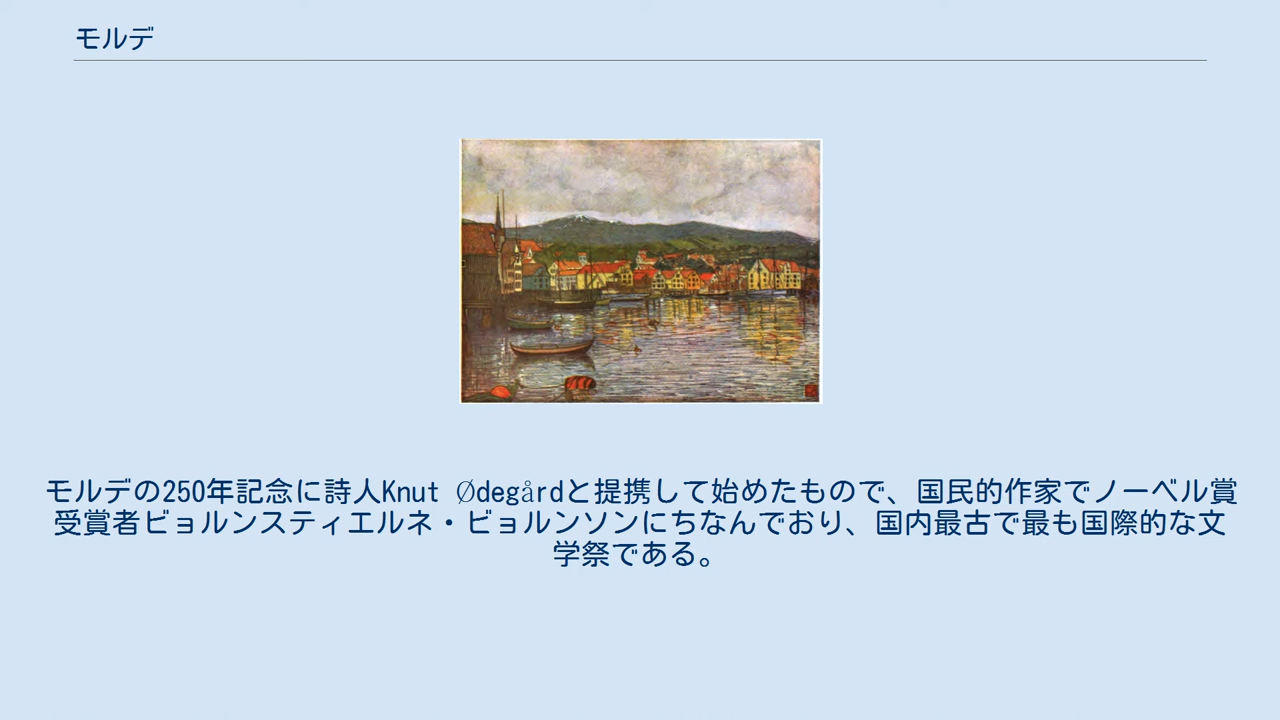 モルデ
モルデの250年記念に詩人Knut Ødegårdと提携して始めたもので、国民的作家でノーベル賞
受賞者ビョルンスティエルネ・ビョルンソンにちなんでおり、国内最古で最も国際的な文
学祭である。